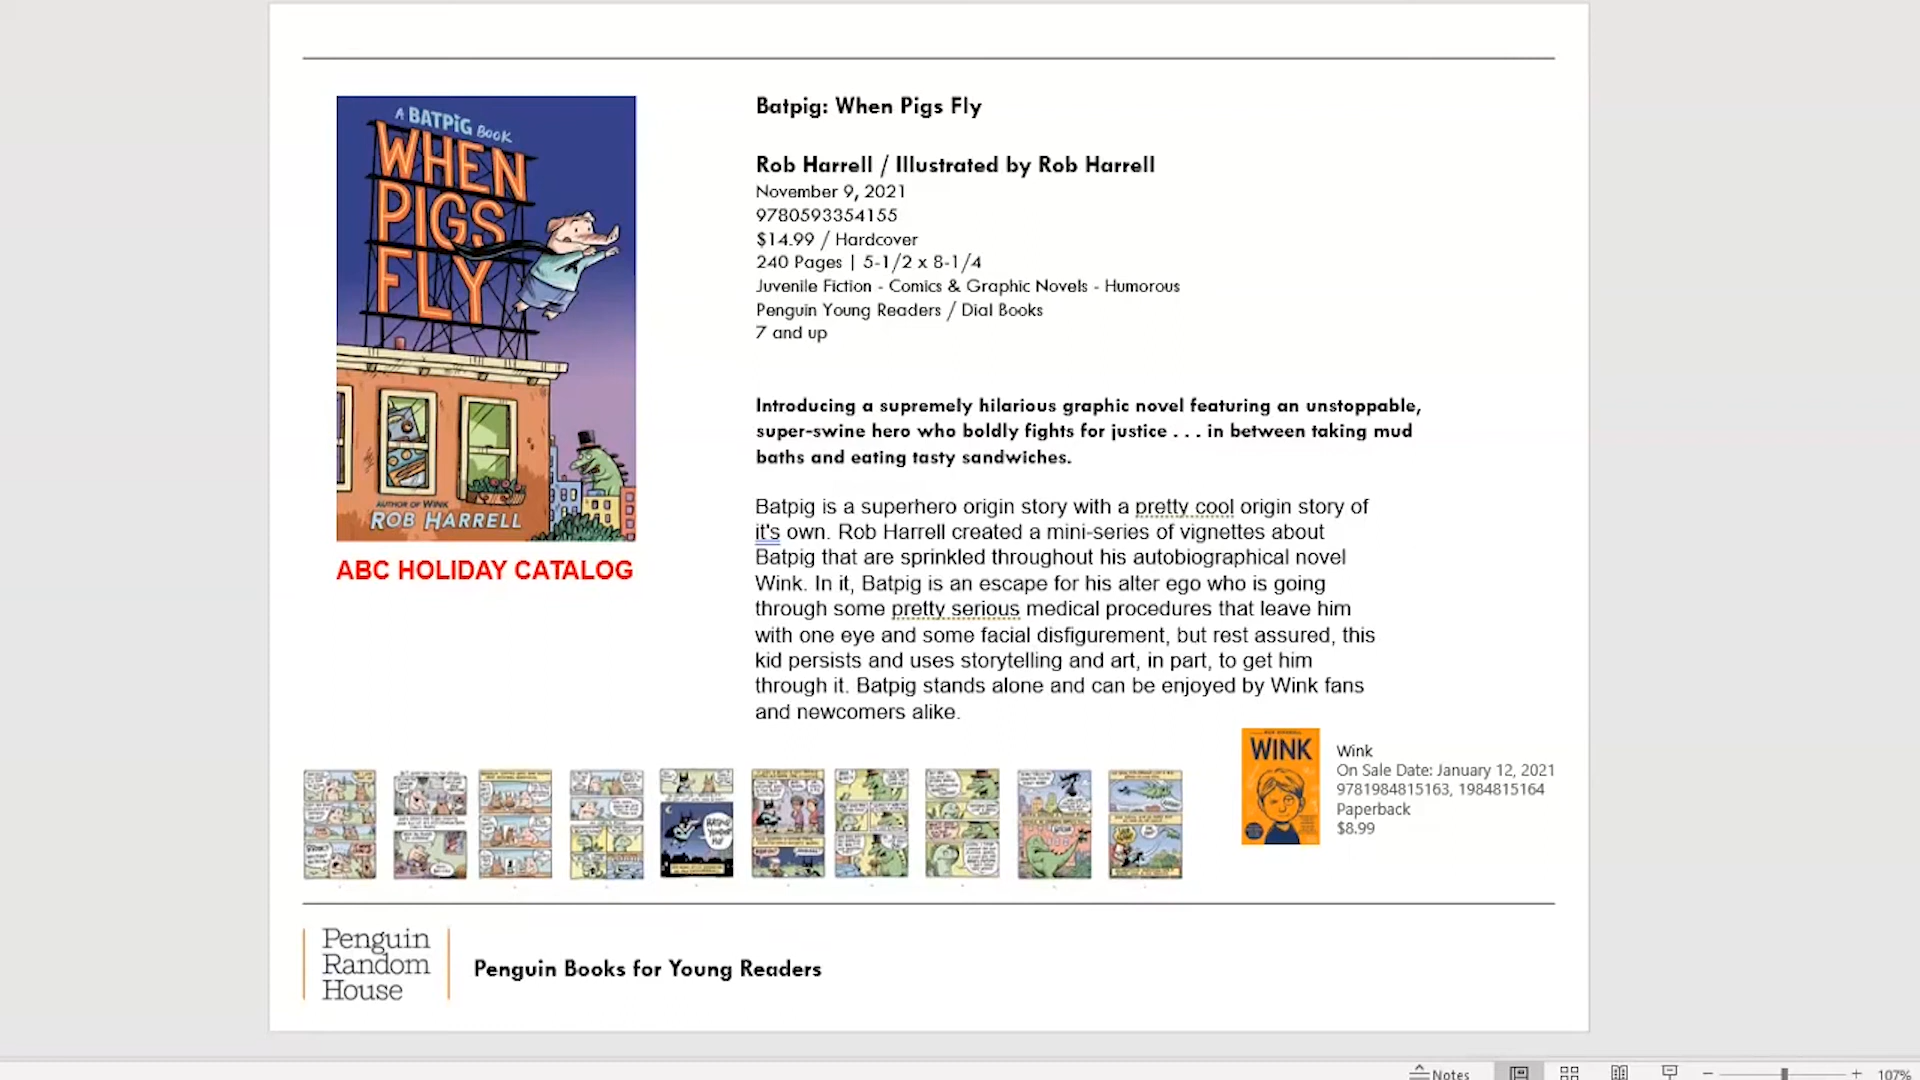 A BATPIG BOOK
WHEN
PIGS
FLY
AUTHOR OF WINK
ROB HARRELL
ABC HOLIDAY CATALOG
Batpig: When Pigs Fly
Rob Harrell / Illustrated by Rob Harrell
November 9, 2021
9780593354155
$14.99 / Hardcover
240 Pages | 5-1/2 x 8-1/4
Juvenile Fiction - Comics & Graphic Novels - Humorous
Penguin Young Readers / Dial Books
7 and up
Introducing a supremely hilarious graphic novel featuring an unstoppable,
super-swine hero who boldly fights for justice . . . in between taking mud
baths and eating tasty sandwiches.
Batpig is a superhero origin story with a pretty cool origin story of
it's own. Rob Harrell created a mini-series of vignettes about
Batpig that are sprinkled throughout his autobiographical novel
Wink. In it, Batpig is an escape for his alter ego who is going
through some pretty serious medical procedures that leave him
with one eye and some facial disfigurement, but rest assured, this
kid persists and uses storytelling and art, in part, to get him
through it. Batpig stands alone and can be enjoyed by Wink fans
and newcomers alike.
WINK
Wink
On Sale Date: January 12, 2021
9781984815163, 1984815164
Paperback
$8.99
Penguin
Random
House
Penguin Books for Young Readers
Notes
107%